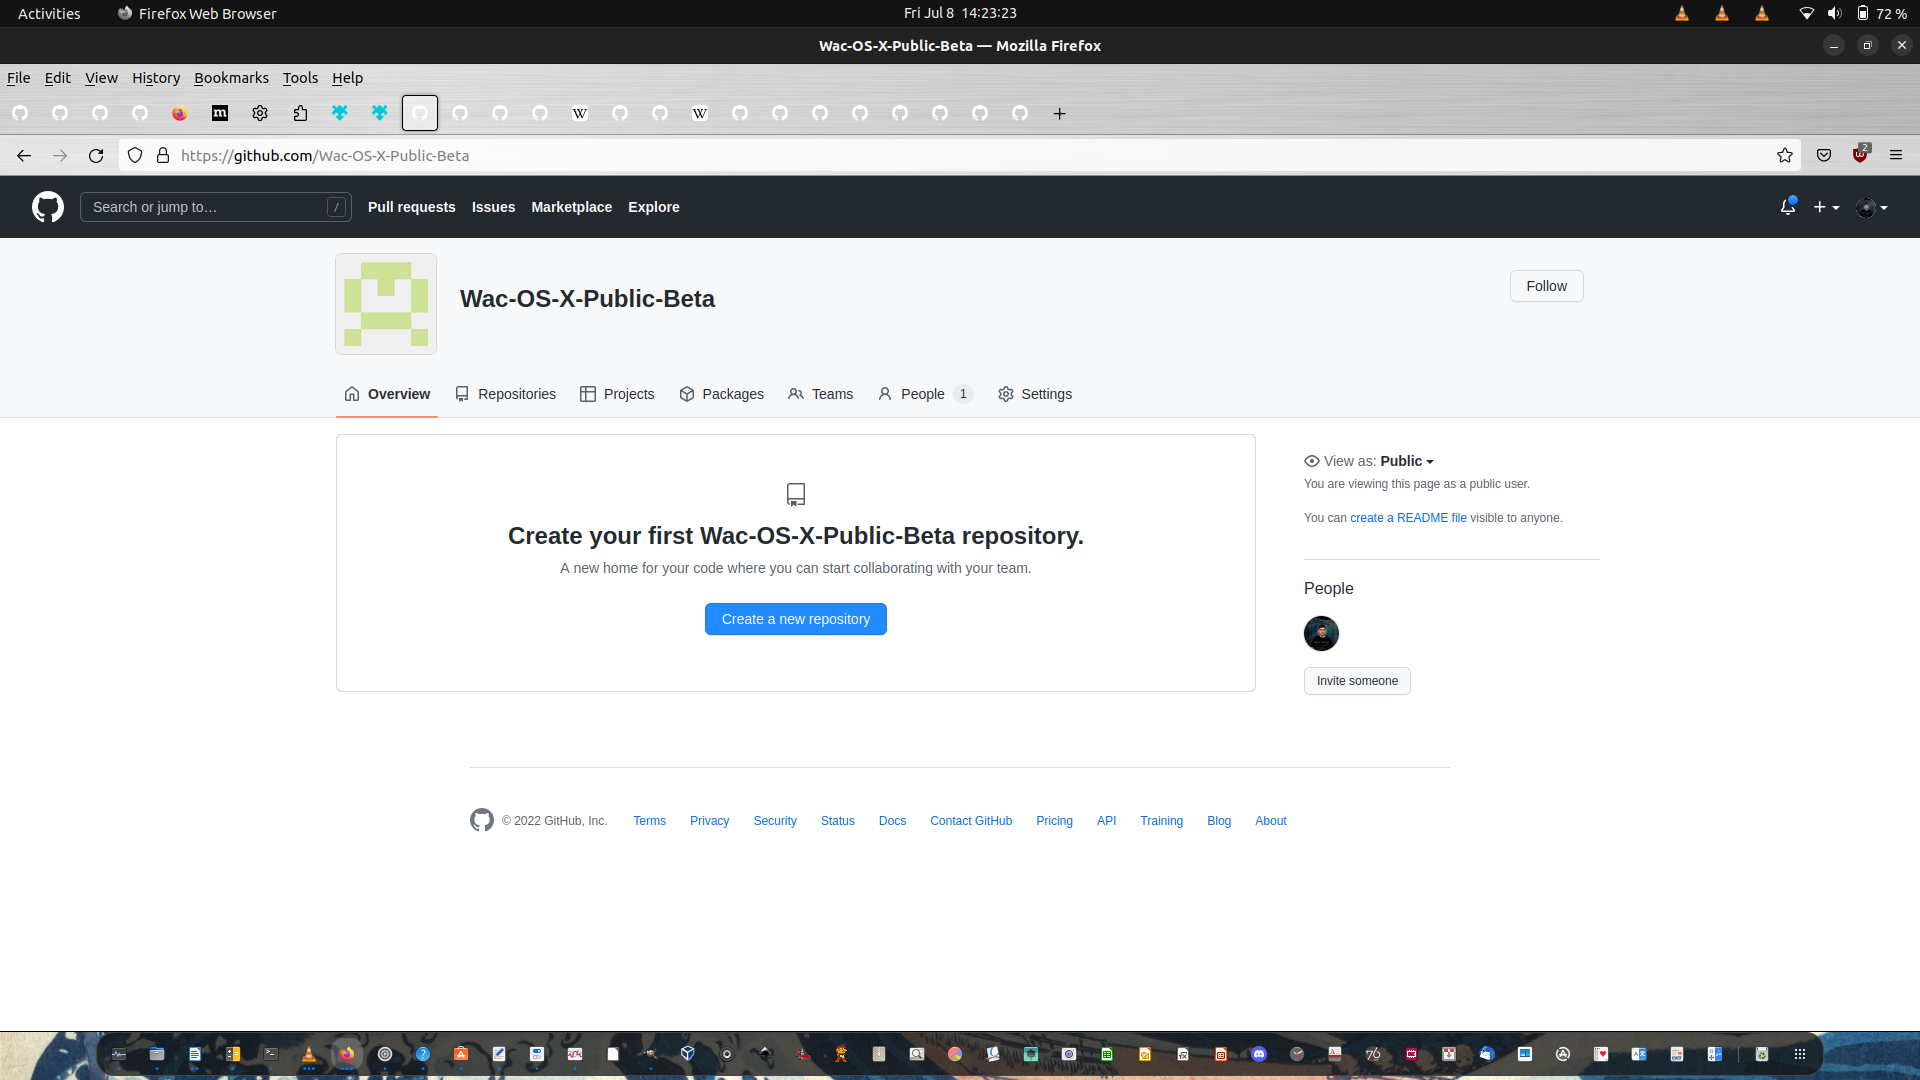 Activities
Firefox Web Browser
Fri Jul 8 14:23:23
72 %
Wac-OS-X-Public-Beta — Mozilla Firefox
File Edit View History Bookmarks Tools Help
https://github.com/Wac-OS-X-Public-Beta
2
Search or jump to…
/
Pull requests Issues Marketplace Explore
Wac-OS-X-Public-Beta
Follow
Overview Repositories Projects Packages Teams People 1 Settings
Create your first Wac-OS-X-Public-Beta repository.
A new home for your code where you can start collaborating with your team.
Create a new repository
View as: Public
You are viewing this page as a public user.
You can create a README file visible to anyone.
People
Invite someone
© 2022 GitHub, Inc. Terms Privacy Security Status Docs Contact GitHub Pricing API Training Blog About